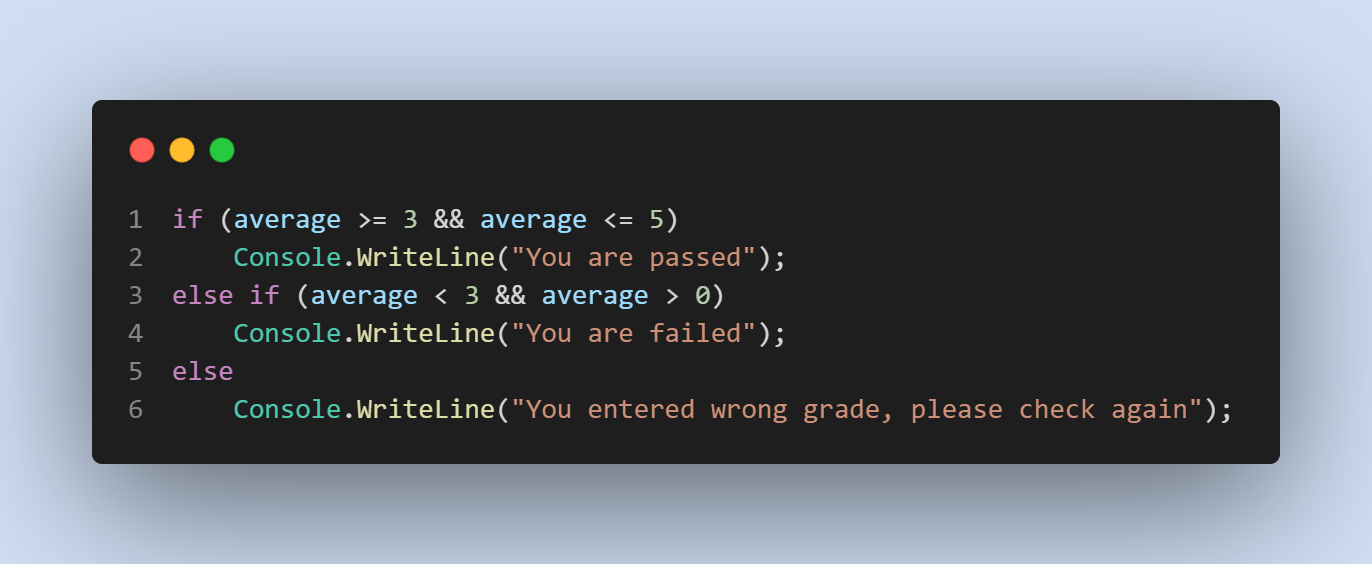 1 if (average >= 3 && average <= 5)
2     Console.WriteLine("You are passed");
3 else if (average < 3 && average > 0)
4     Console.WriteLine("You are failed");
5 else
6     Console.WriteLine("You entered wrong grade, please check again");